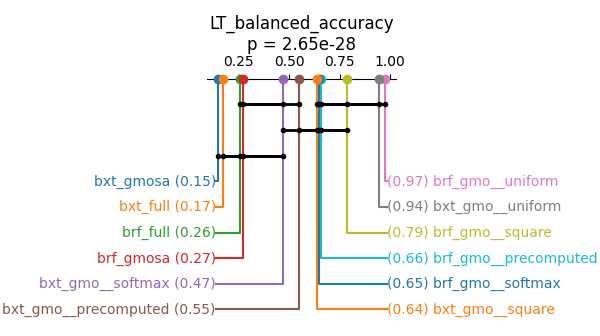 LT_balanced_accuracy
p = 2.65e-28
0.25 0.50 0.75 1.00
bxt_gmosa (0.15)
bxt_full (0.17)
brf_full (0.26)
brf_gmosa (0.27)
bxt_gmo__softmax (0.47)
bxt_gmo__precomputed (0.55)
(0.97) brf_gmo__uniform
(0.94) bxt_gmo__uniform
(0.79) brf_gmo__square
(0.66) brf_gmo__precomputed
(0.65) brf_gmo__softmax
(0.64) bxt_gmo__square